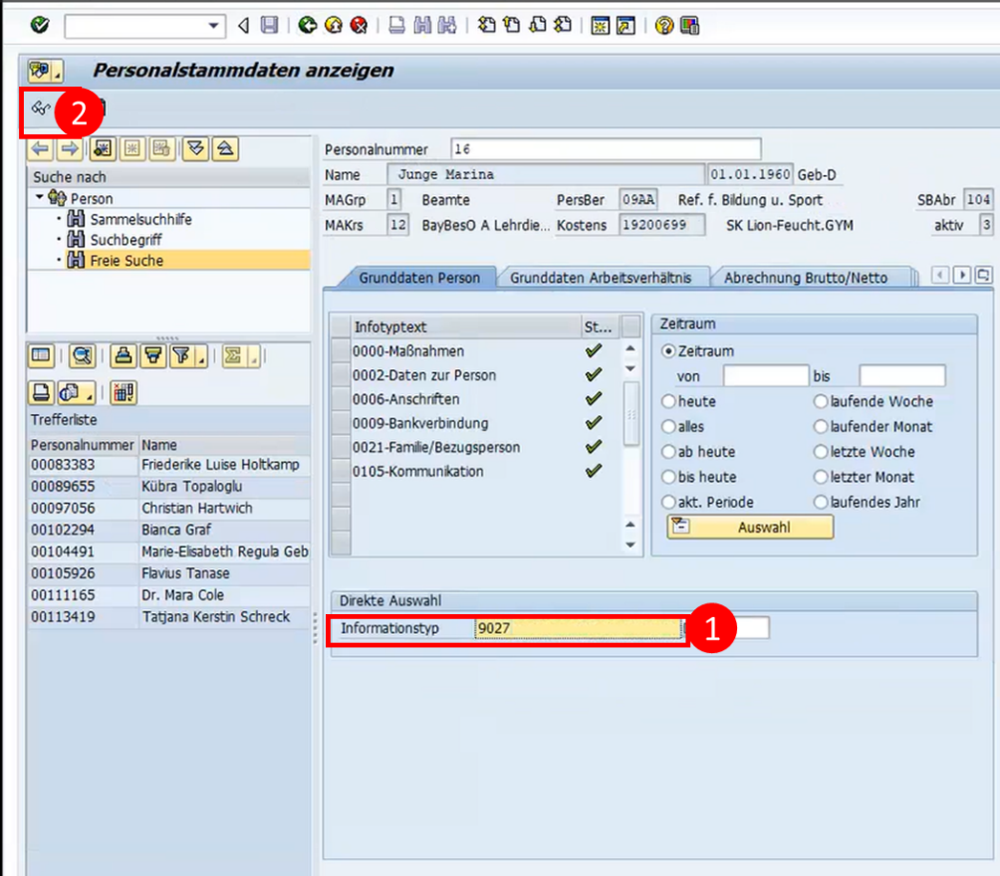 Personalstammdaten anzeigen
2
Personalnummer 16
Suche nach
Name Junge Marina 01.01.1960 Geb-D
Person
MAGrp 1 Beamte PersBer 09AA Ref. f. Bildung u. Sport SBAbr 104
Sammelsuchhilfe
MAKrs 12 BayBesO A Lehrdie... Kostens 19200699 SK Lion-Feucht.GYM aktiv 3
Suchbegriff
Freie Suche
Grunddaten Person Grunddaten Arbeitsverhältnis Abrechnung Brutto/Netto
Infotyptext St...
0000-Maßnahmen
0002-Daten zur Person
0006-Anschriften
0009-Bankverbindung
0021-Familie/Bezugsperson
0105-Kommunikation
Zeitraum
Zeitraum
von bis
heute laufende Woche
alles laufender Monat
ab heute letzte Woche
bis heute letzter Monat
akt. Periode laufendes Jahr
Auswahl
Trefferliste
Personalnummer Name
00083383 Friederike Luise Holtkamp
00089655 Kübra Topaloglu
00097056 Christian Hartwich
00102294 Bianca Graf
00104491 Marie-Elisabeth Regula Geb
00105926 Flavius Tanase
00111165 Dr. Mara Cole
00113419 Tatjana Kerstin Schreck
Direkte Auswahl
Informationstyp 9027
1